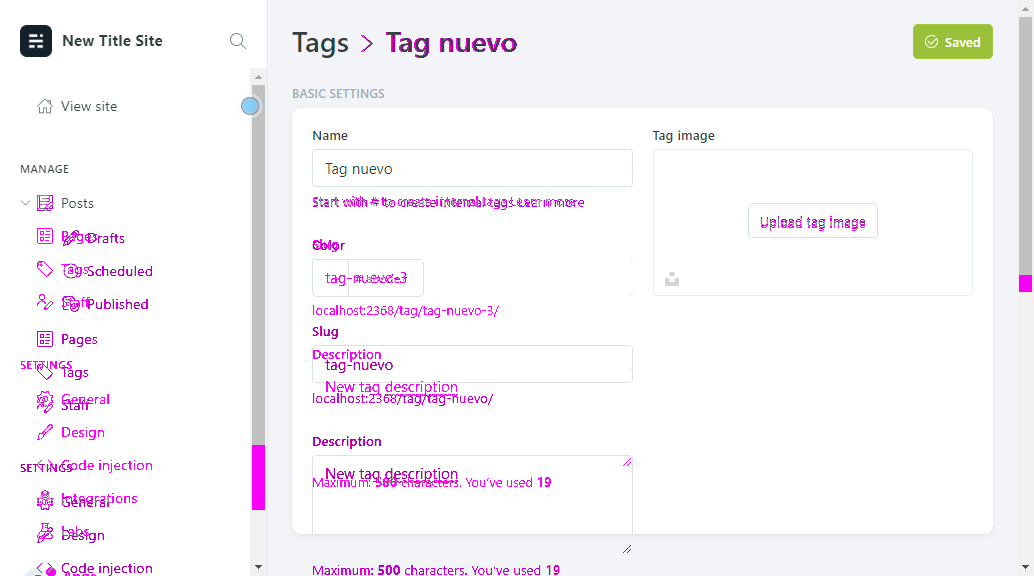 New Title Site
View site
MANAGE
Posts
Pages
Drafts
Tags
Scheduled
Staff
Published
Pages
SETTINGS
Tags
General
Staff
Design
Code injection
SETTINGS
Integrations
General
Labs
Design
Code injection
Tags > Tag nuevo
Saved
BASIC SETTINGS
Name
Tag nuevo
Start with # to create internal tags Learn more
Slug
Color
tag-nuevo-3
localhost:2368/tag/tag-nuevo-3/
Slug
Description
tag-nuevo
New tag description
localhost:2368/tag/tag-nuevo/
Description
New tag description
Maximum: 500 characters. You've used 19
Maximum: 500 characters. You've used 19
Tag image
Upload tag image